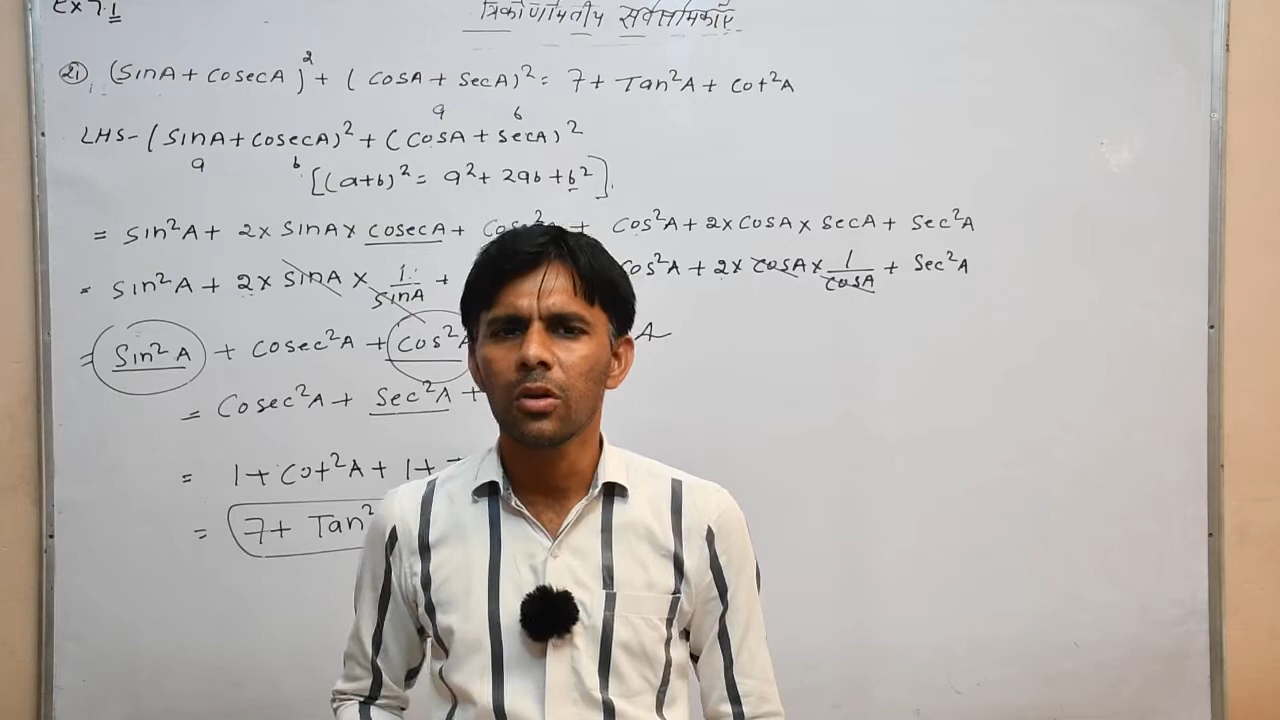 Ex 7.1
त्रिकोणमितीय सर्वसमिकाएँ
21. (SinA + CosecA)² + (CosA + SecA)² = 7 + Tan²A + Cot²A
a b
LHS - (SinA + CosecA)² + (CosA + SecA)²
a b
[(a+b)² = a² + 2ab + b²].
= Sin²A + 2 x SinA x CosecA + + Cos²A + 2 x CosA x SecA + Sec²A
= Sin²A + 2 x SinA x 1/SinA + Cos²A + 2 x CosA x 1/CosA + Sec²A
= Sin²A + Cosec²A + Cos² A
= Cosec²A + Sec²A +
= 1 + Cot²A + 1 +
= 7 + Tan²